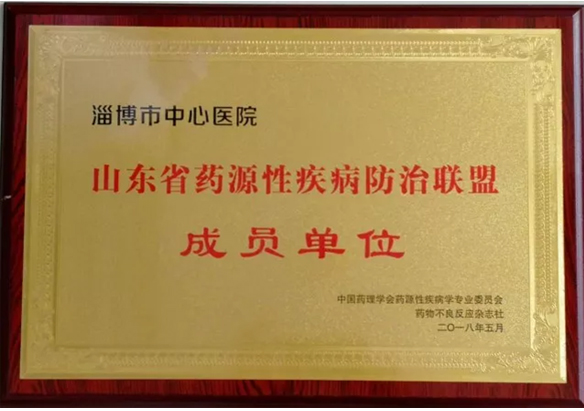 淄博市中心医院
山东省药源性疾病防治联盟
成员单位
中国药理学会药源性疾病学专业委员会
药物不良反应杂志社
二〇一八年五月